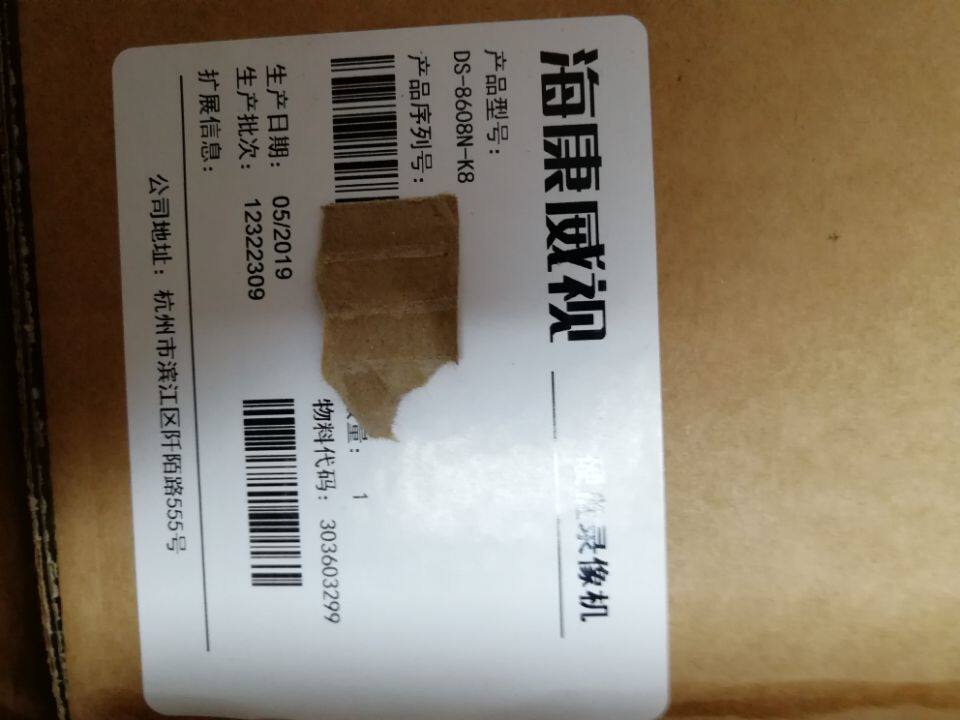 海康威视
硬盘录像机
产品型号:
DS-8608N-K8
产品序列号:
量: 1
物料代码: 303603299
生产日期: 05/2019
生产批次: 12322309
扩展信息:
公司地址: 杭州市滨江区阡陌路555号